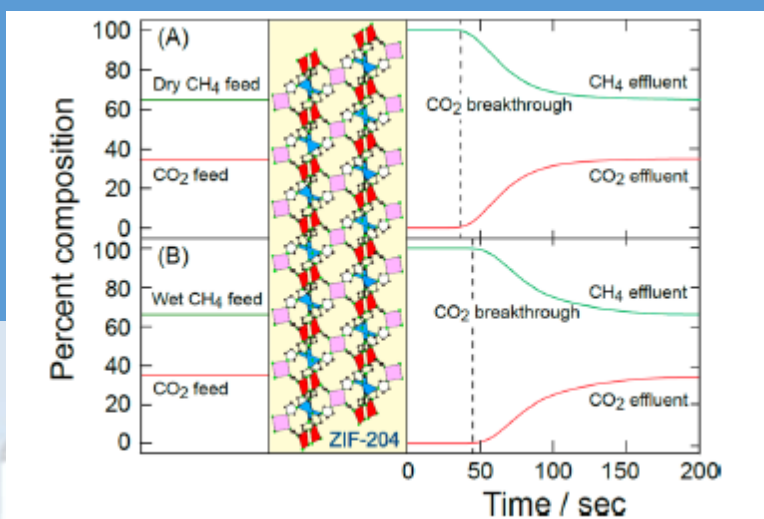 Percent composition
100
80
60
40
20
0
(A)
Dry CH4 feed
CO2 feed
CO2 breakthrough
CH4 effluent
CO2 effluent
100
80
60
40
20
0
(B)
Wet CH4 feed
CO2 feed
ZIF-204
CO2 breakthrough
CH4 effluent
CO2 effluent
0 50 100 150 200
Time / sec